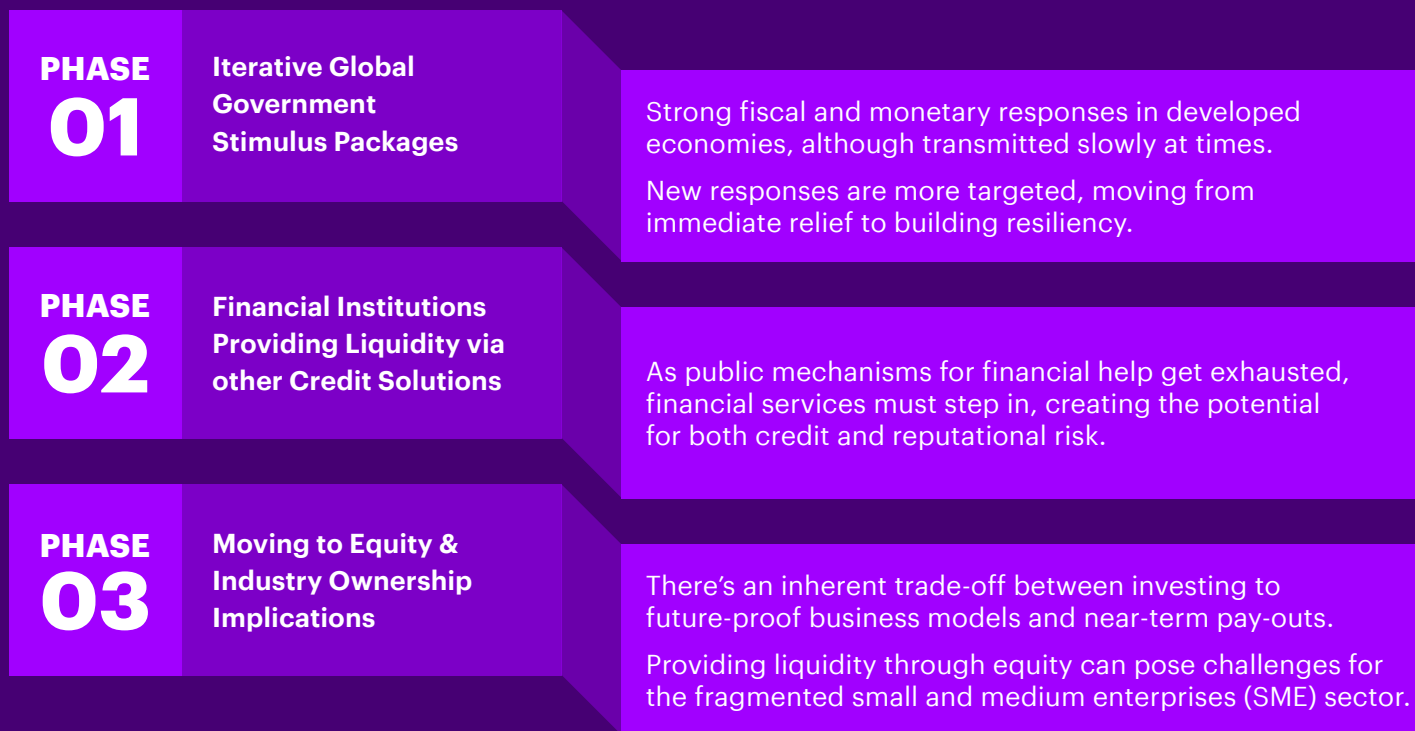 PHASE
01
Iterative Global
Government
Stimulus Packages
Strong fiscal and monetary responses in developed
economies, although transmitted slowly at times.
New responses are more targeted, moving from
immediate relief to building resiliency.
PHASE
02
Financial Institutions
Providing Liquidity via
other Credit Solutions
As public mechanisms for financial help get exhausted,
financial services must step in, creating the potential
for both credit and reputational risk.
PHASE
03
Moving to Equity &
Industry Ownership
Implications
There’s an inherent trade-off between investing to
future-proof business models and near-term pay-outs.
Providing liquidity through equity can pose challenges for
the fragmented small and medium enterprises (SME) sector.